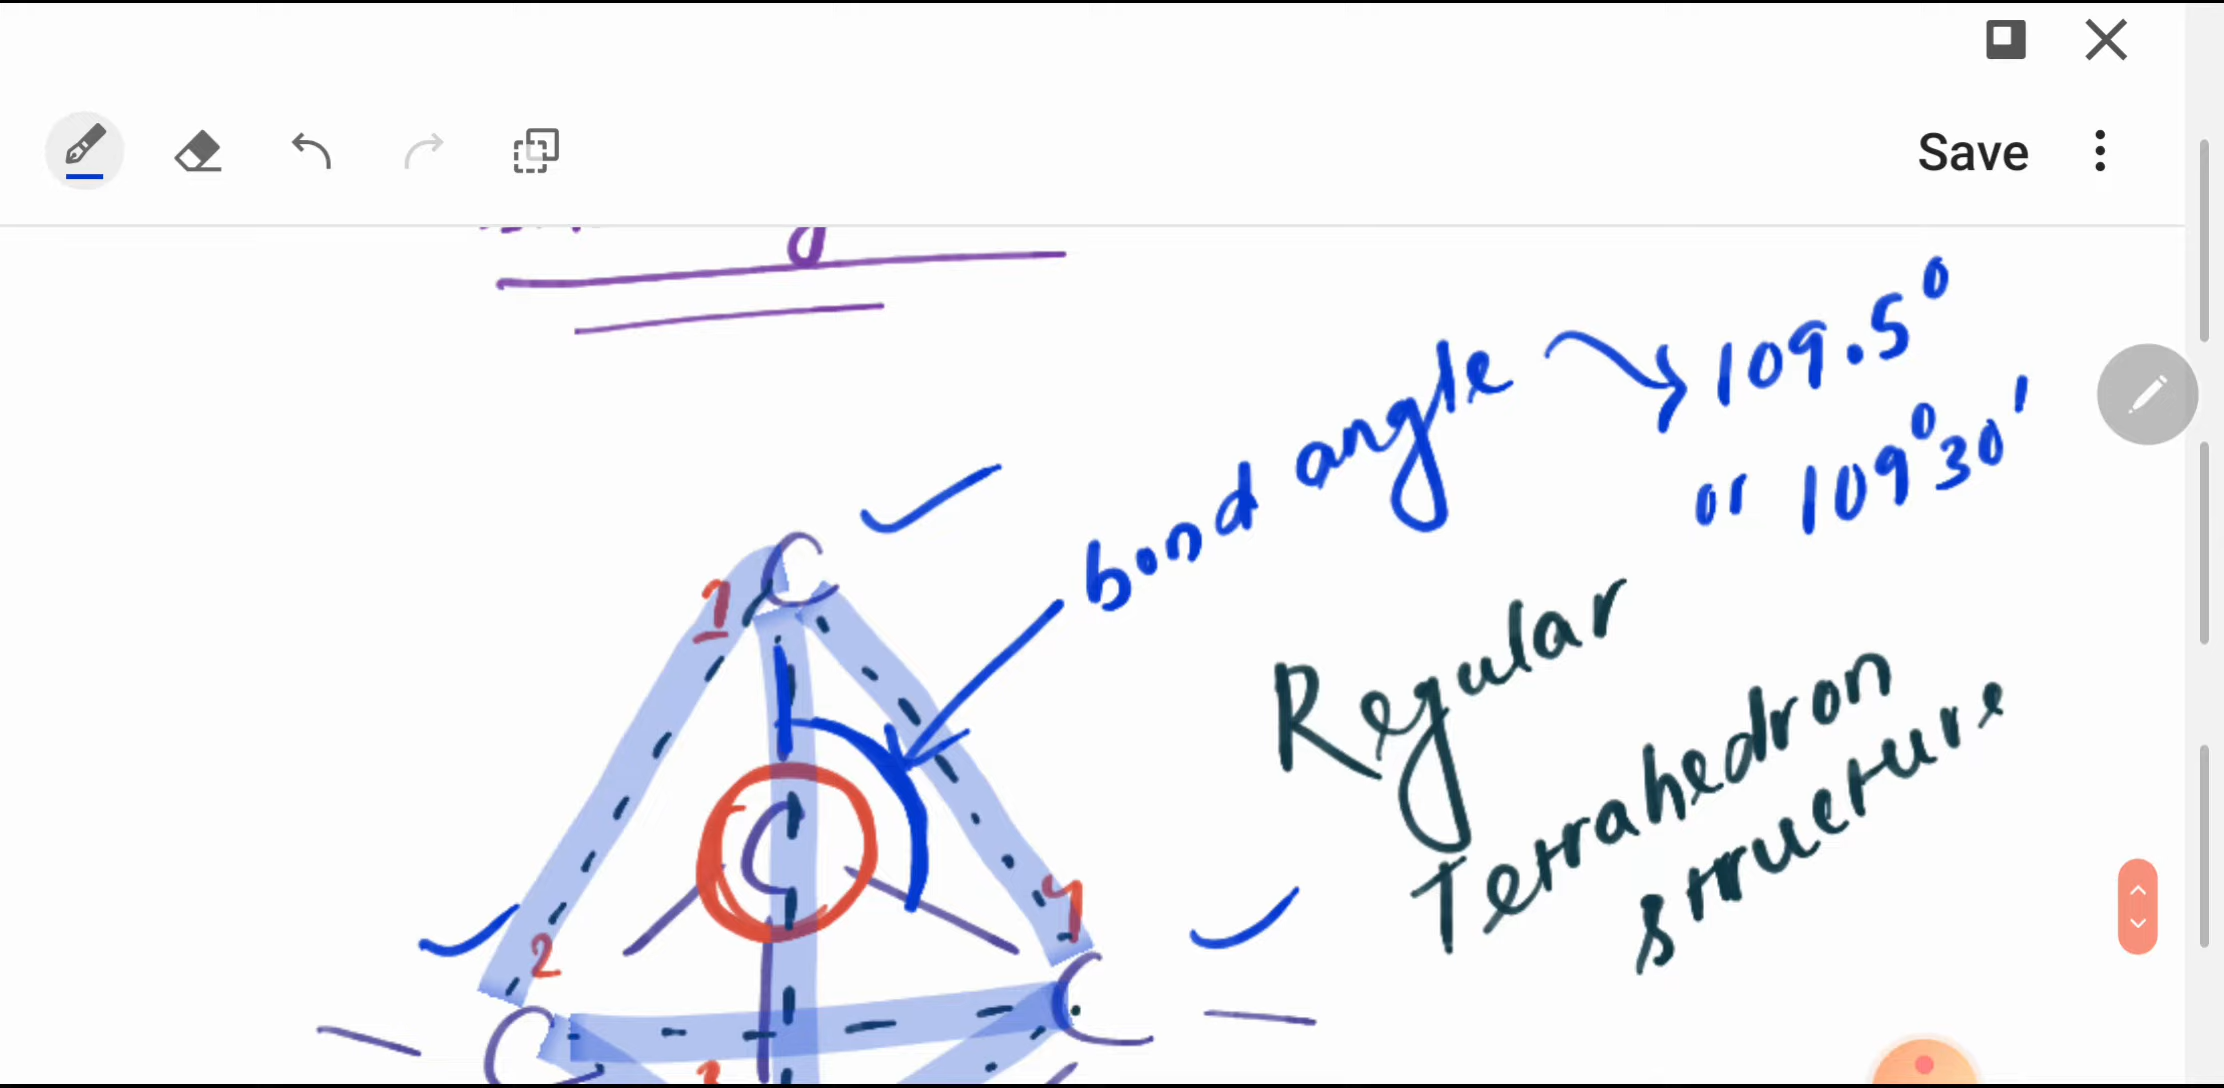 Save
109.5°
bond angle
or 109°30'
C
1
Regular
Tetrahedron
structure
C
4
2
C
C